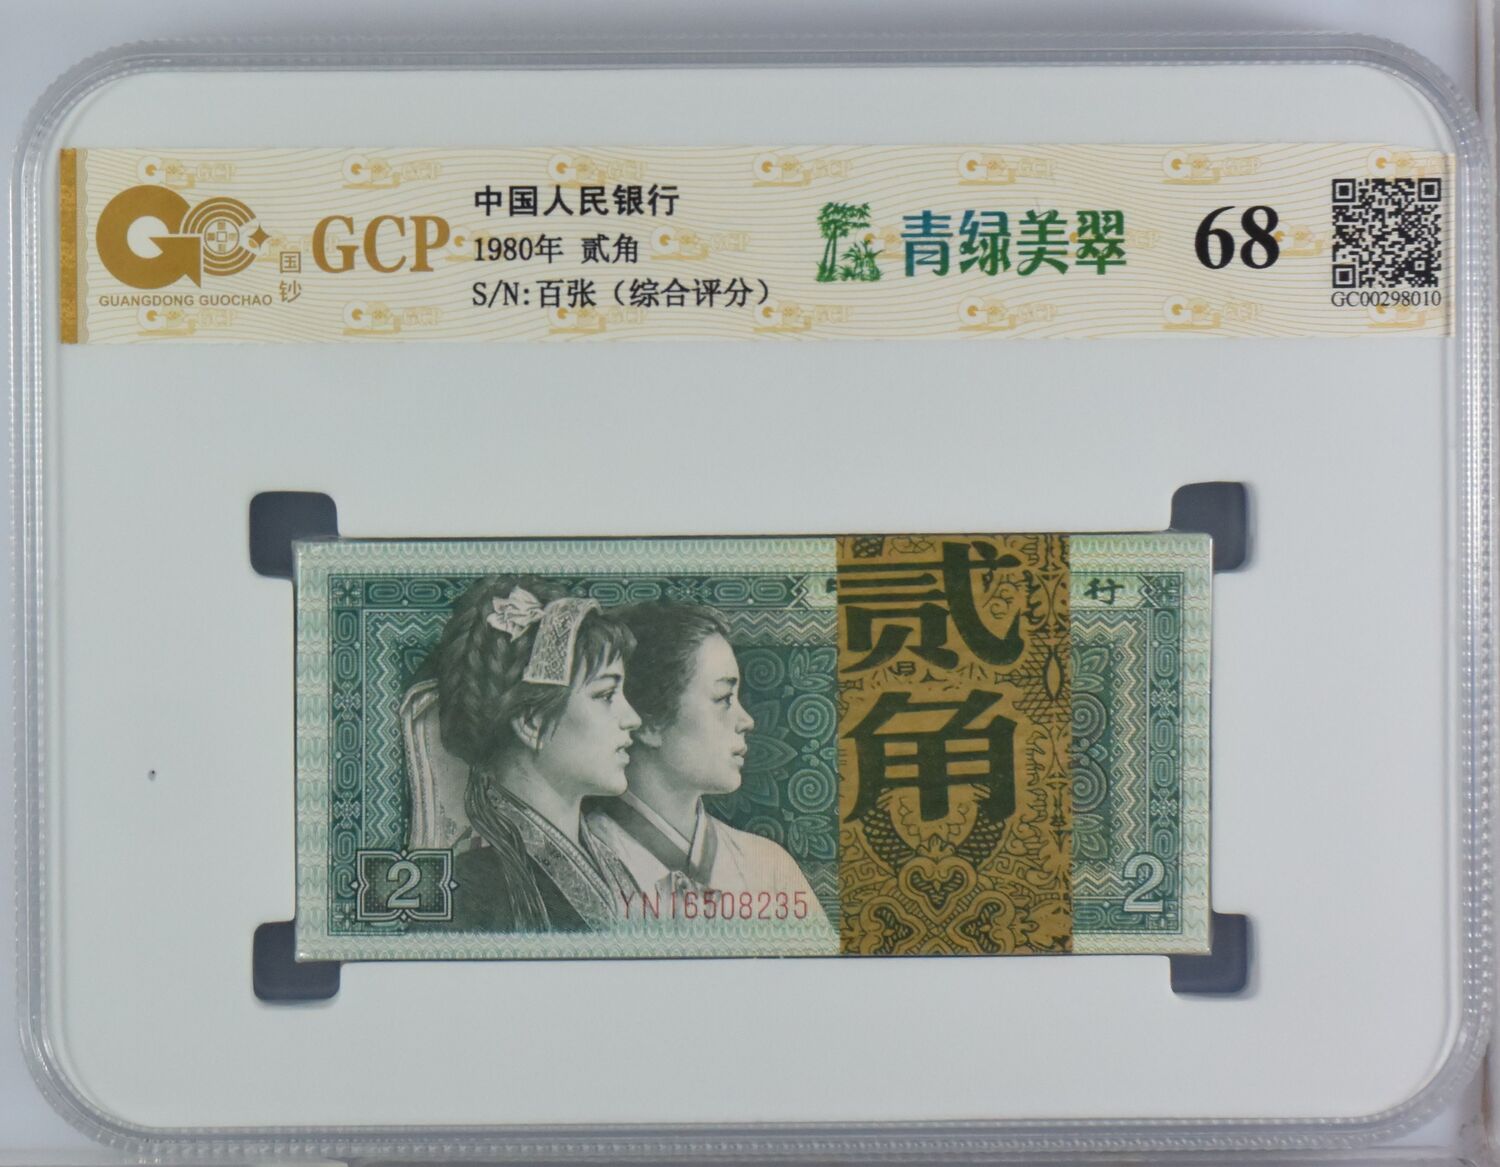 GUANGDONG GUOCHAO
国钞
GCP
中国人民银行
1980年 贰角
S/N:百张（综合评分）
青绿美翠
68
GC00298010
行
贰角
2
YN16508235
2